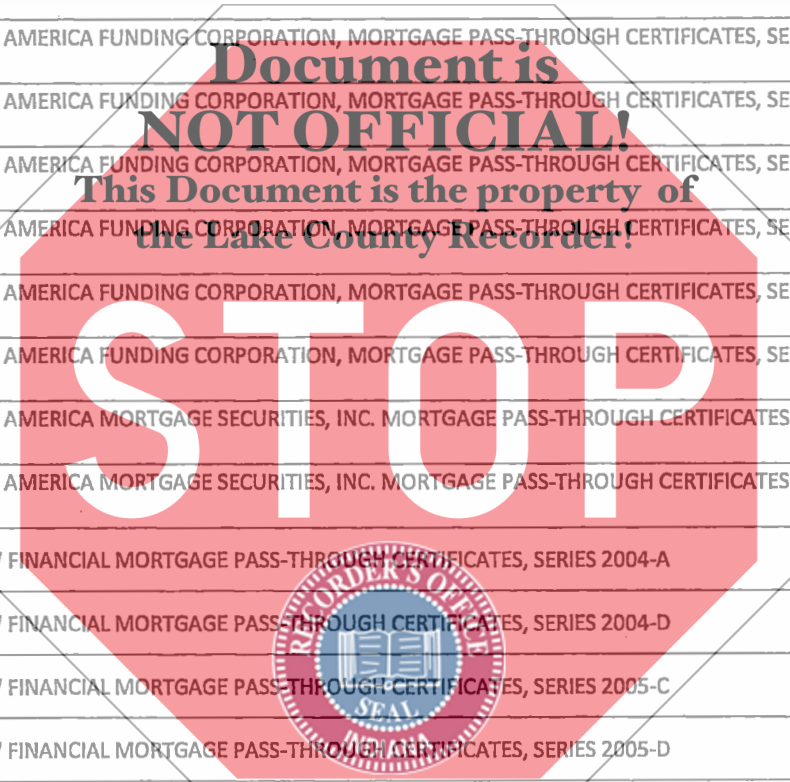 AMERICA FUNDING CORPORATION, MORTGAGE PASS-THROUGH CERTIFICATES, SE
Document is
AMERICA FUNDING CORPORATION, MORTGAGE PASS-THROUGH CERTIFICATES, SE
NOT OFFICIAL!
AMERICA FUNDING CORPORATION, MORTGAGE PASS-THROUGH CERTIFICATES, SE
This Document is the property of
AMERICA FUNDING CORPORATION, MORTGAGE PASS-THROUGH CERTIFICATES, SE
the Lake County Recorder!
AMERICA FUNDING CORPORATION, MORTGAGE PASS-THROUGH CERTIFICATES, SE
STOP
AMERICA FUNDING CORPORATION, MORTGAGE PASS-THROUGH CERTIFICATES, SE
AMERICA MORTGAGE SECURITIES, INC. MORTGAGE PASS-THROUGH CERTIFICATES
AMERICA MORTGAGE SECURITIES, INC. MORTGAGE PASS-THROUGH CERTIFICATES
FINANCIAL MORTGAGE PASS-THROUGH CERTIFICATES, SERIES 2004-A
RECORDER'S OFFICE
FINANCIAL MORTGAGE PASS-THROUGH CERTIFICATES, SERIES 2004-D
FINANCIAL MORTGAGE PASS-THROUGH CERTIFICATES, SERIES 2005-C
SEAL
INDIANA
FINANCIAL MORTGAGE PASS-THROUGH CERTIFICATES, SERIES 2005-D